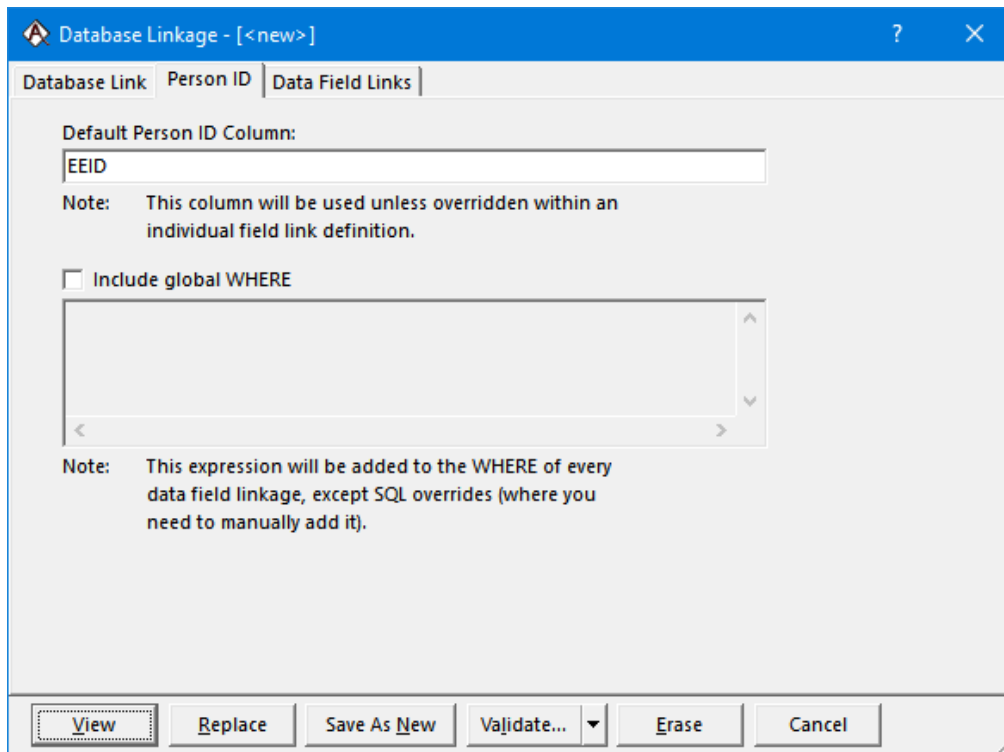 Database Linkage - [<new>]
?
Database Link Person ID Data Field Links
Default Person ID Column:
EEID
Note: This column will be used unless overridden within an
individual field link definition.
Include global WHERE
Note: This expression will be added to the WHERE of every
data field linkage, except SQL overrides (where you
need to manually add it).
View Replace Save As New Validate... Erase Cancel